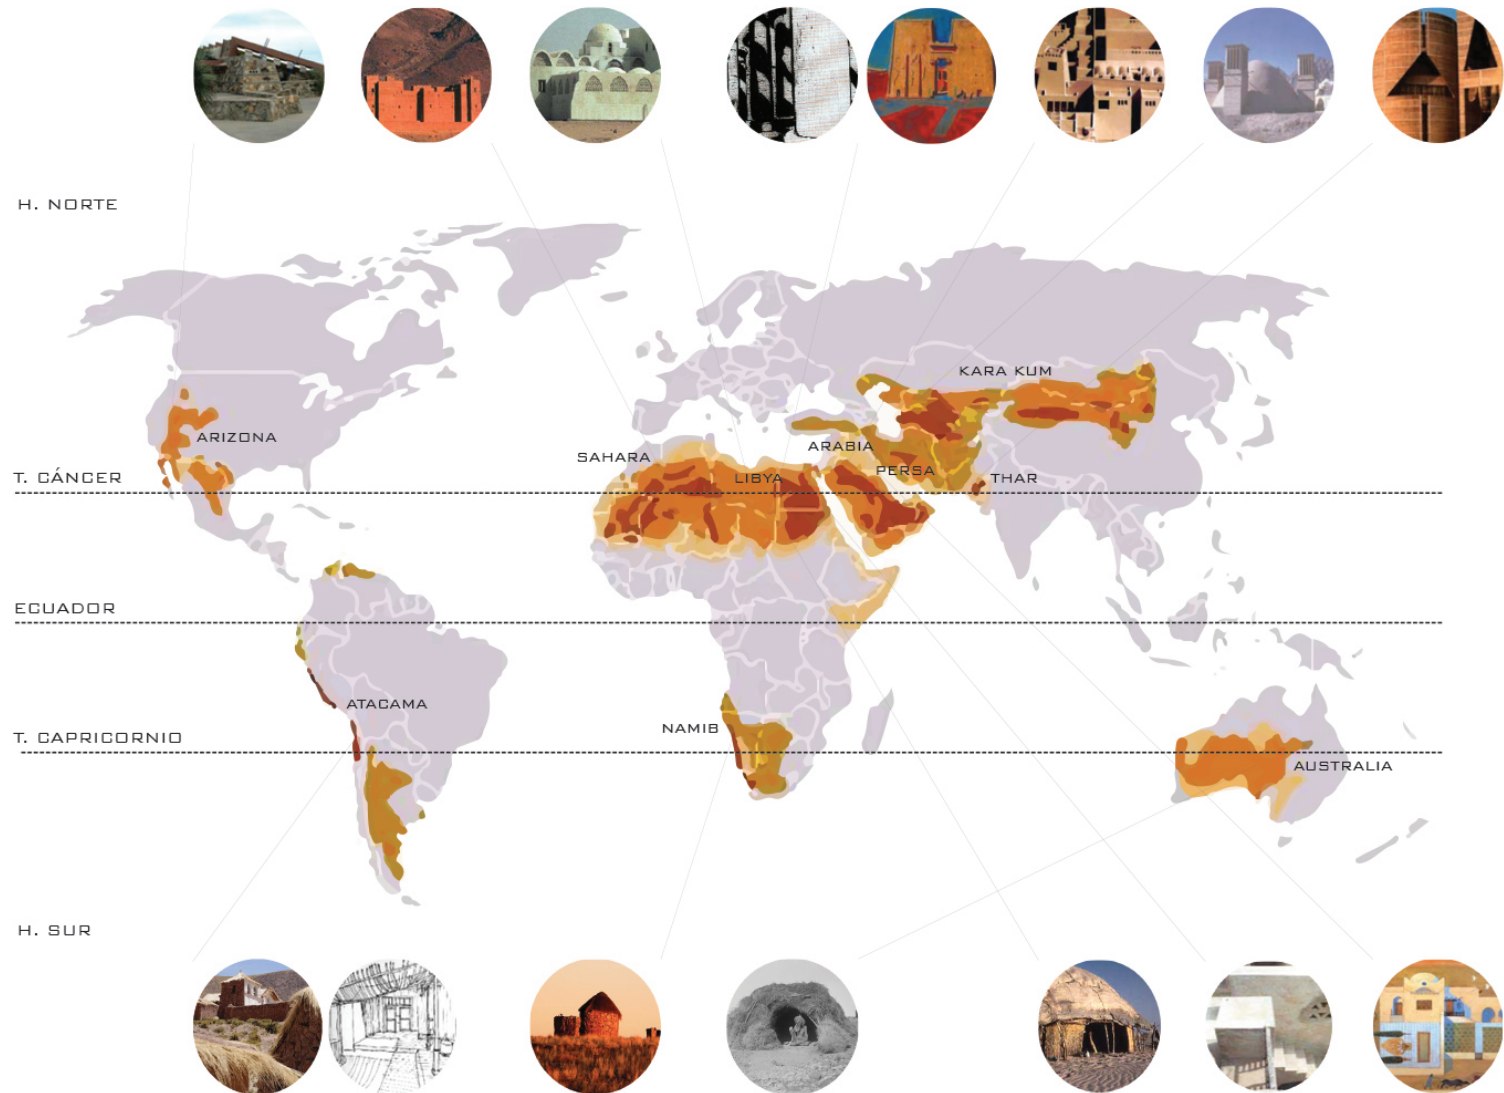 H. NORTE
KARA KUM
ARIZONA
ARABIA
SAHARA
PERSA
T. CÁNCER
LIBYA
THAR
ECUADOR
ATACAMA
NAMIB
T. CAPRICORNIO
AUSTRALIA
H. SUR